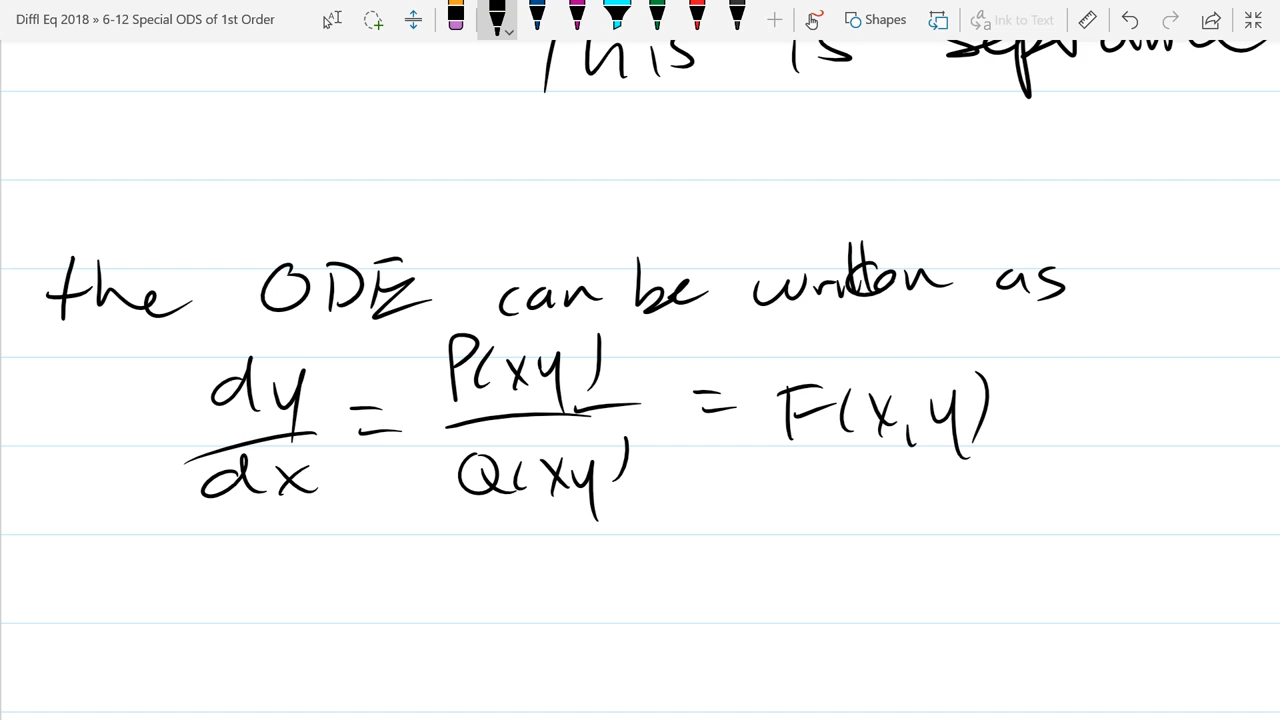 Diffl Eq 2018 » 6-12 Special ODS of 1st Order
Shapes
Ink to Text
This is separable
the ODE can be written as
dy/dx = P(xy)/Q(xy) = F(x,y)